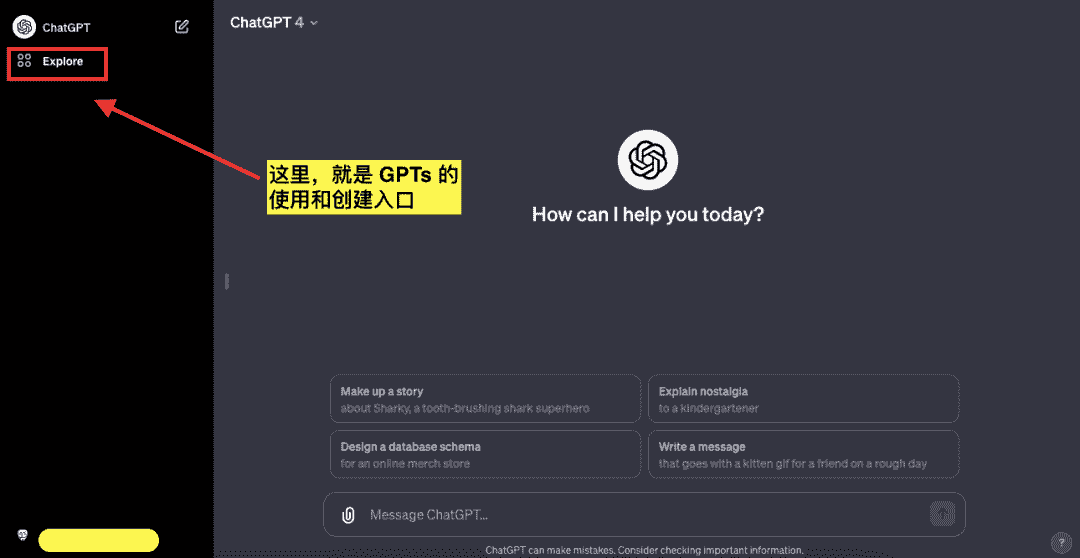 ChatGPT
Explore
ChatGPT 4
这里，就是 GPTs 的
使用和创建入口
How can I help you today?
Make up a story
about Sharky, a tooth-brushing shark superhero
Explain nostalgia
to a kindergartener
Design a database schema
for an online merch store
Write a message
that goes with a kitten gif for a friend on a rough day
Message ChatGPT...
ChatGPT can make mistakes. Consider checking important information.
?